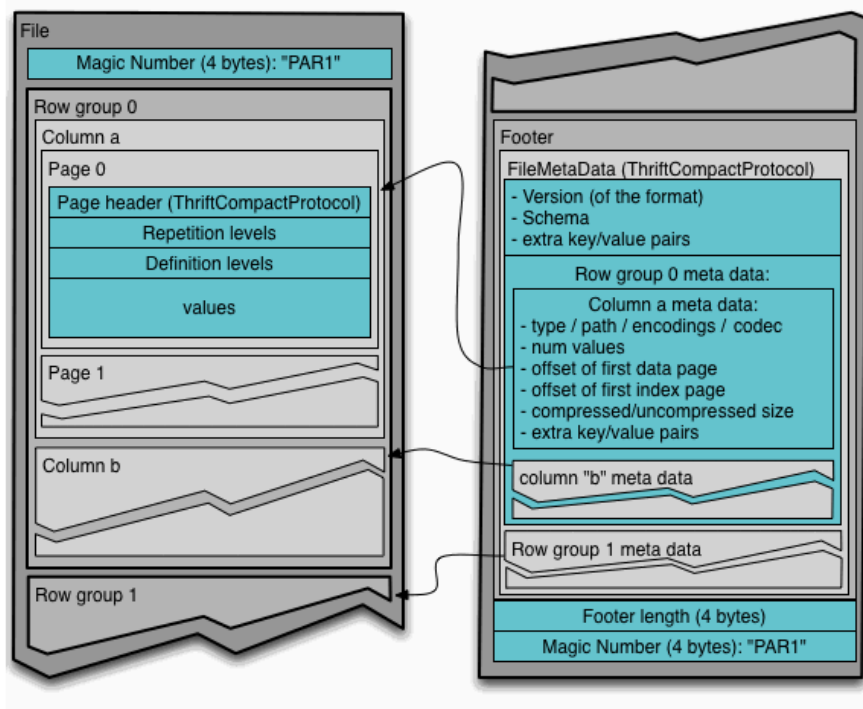 File
Magic Number (4 bytes): "PAR1"
Row group 0
Column a
Page 0
Page header (ThriftCompactProtocol)
Repetition levels
Definition levels
values
Page 1
Column b
Row group 1
Footer
FileMetaData (ThriftCompactProtocol)
- Version (of the format)
- Schema
- extra key/value pairs
Row group 0 meta data:
Column a meta data:
- type / path / encodings / codec
- num values
- offset of first data page
- offset of first index page
- compressed/uncompressed size
- extra key/value pairs
column "b" meta data
Row group 1 meta data
Footer length (4 bytes)
Magic Number (4 bytes): "PAR1"